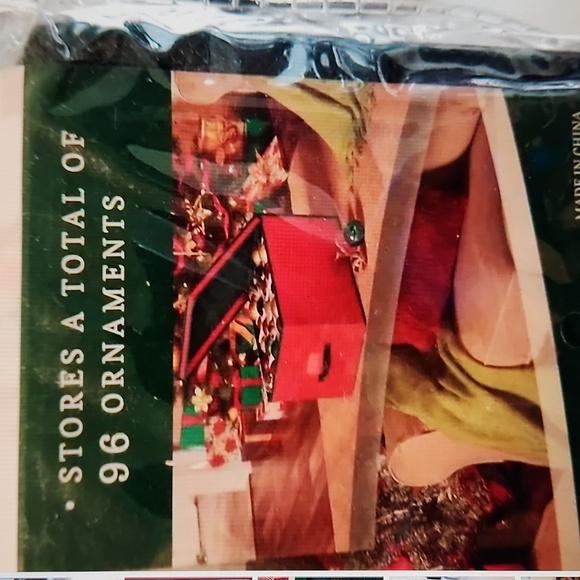 • STORES A TOTAL OF
96 ORNAMENTS
MADE IN CHINA